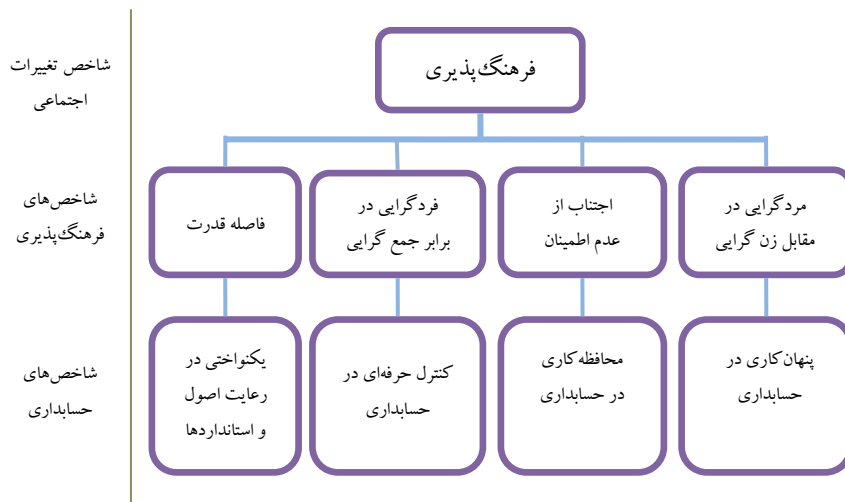 فرهنگ‌پذیری
شاخص تغییرات
اجتماعی
مردگرایی در
مقابل زن گرایی
اجتناب از
عدم اطمینان
فردگرایی در
برابر جمع گرایی
فاصله قدرت
شاخص‌های
فرهنگ‌پذیری
پنهان‌کاری در
حسابداری
محافظه‌کاری
در حسابداری
کنترل حرفه‌ای در
حسابداری
یکنواختی در
رعایت اصول
و استانداردها
شاخص‌های
حسابداری